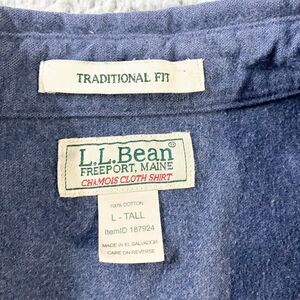 TRADITIONAL FIT
L.L.Bean®
FREEPORT, MAINE
CHAMOIS CLOTH SHIRT
100% COTTON
L - TALL
ItemID 187924
MADE IN EL SALVADOR
CARE ON REVERSE